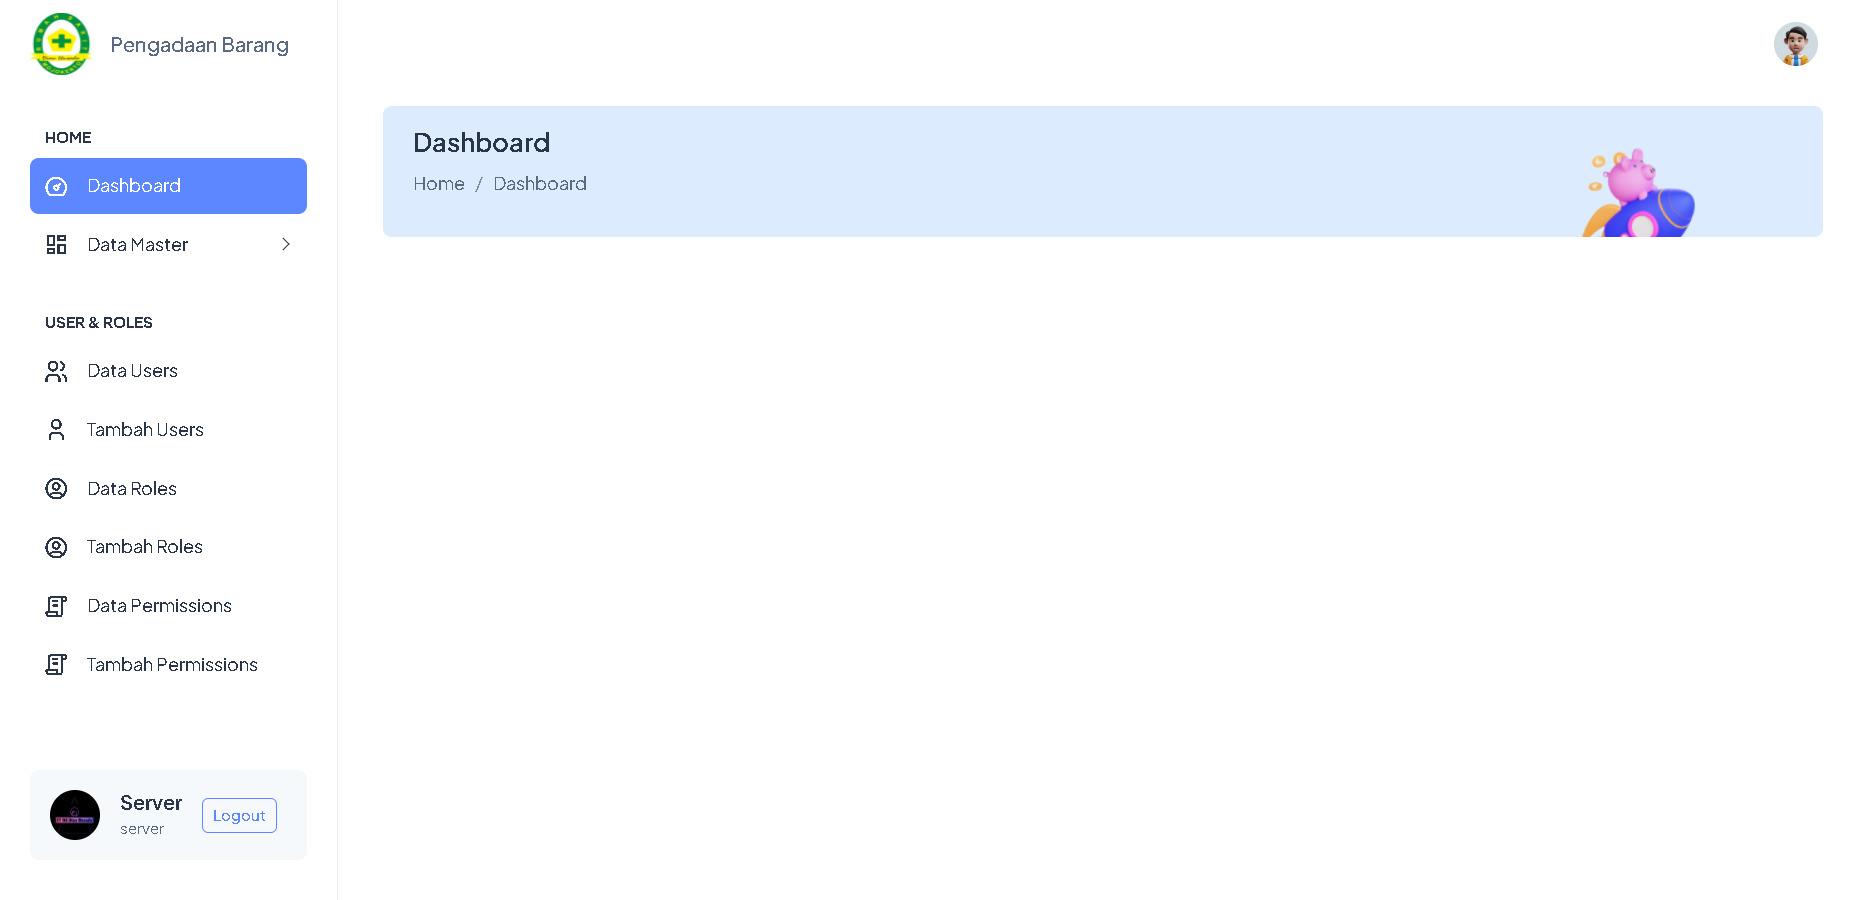 Pengadaan Barang
HOME
Dashboard
Data Master
USER & ROLES
Data Users
Tambah Users
Data Roles
Tambah Roles
Data Permissions
Tambah Permissions
Server
server
Logout
Dashboard
Home / Dashboard